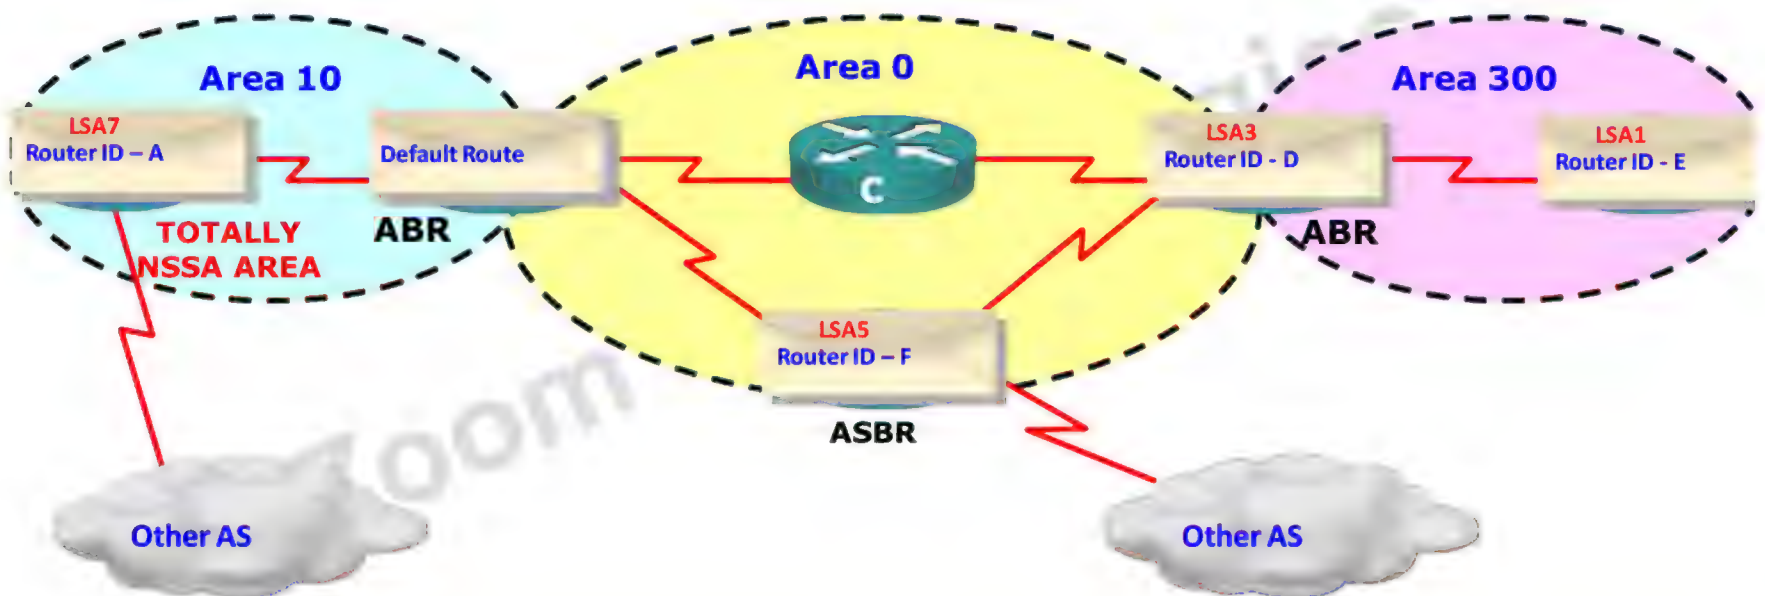 Area 10
Area 0
Area 300
LSA7
Router ID – A
Default Route
C
LSA3
Router ID - D
LSA1
Router ID - E
TOTALLY
NSSA AREA
ABR
ABR
LSA5
Router ID – F
ASBR
Other AS
Other AS